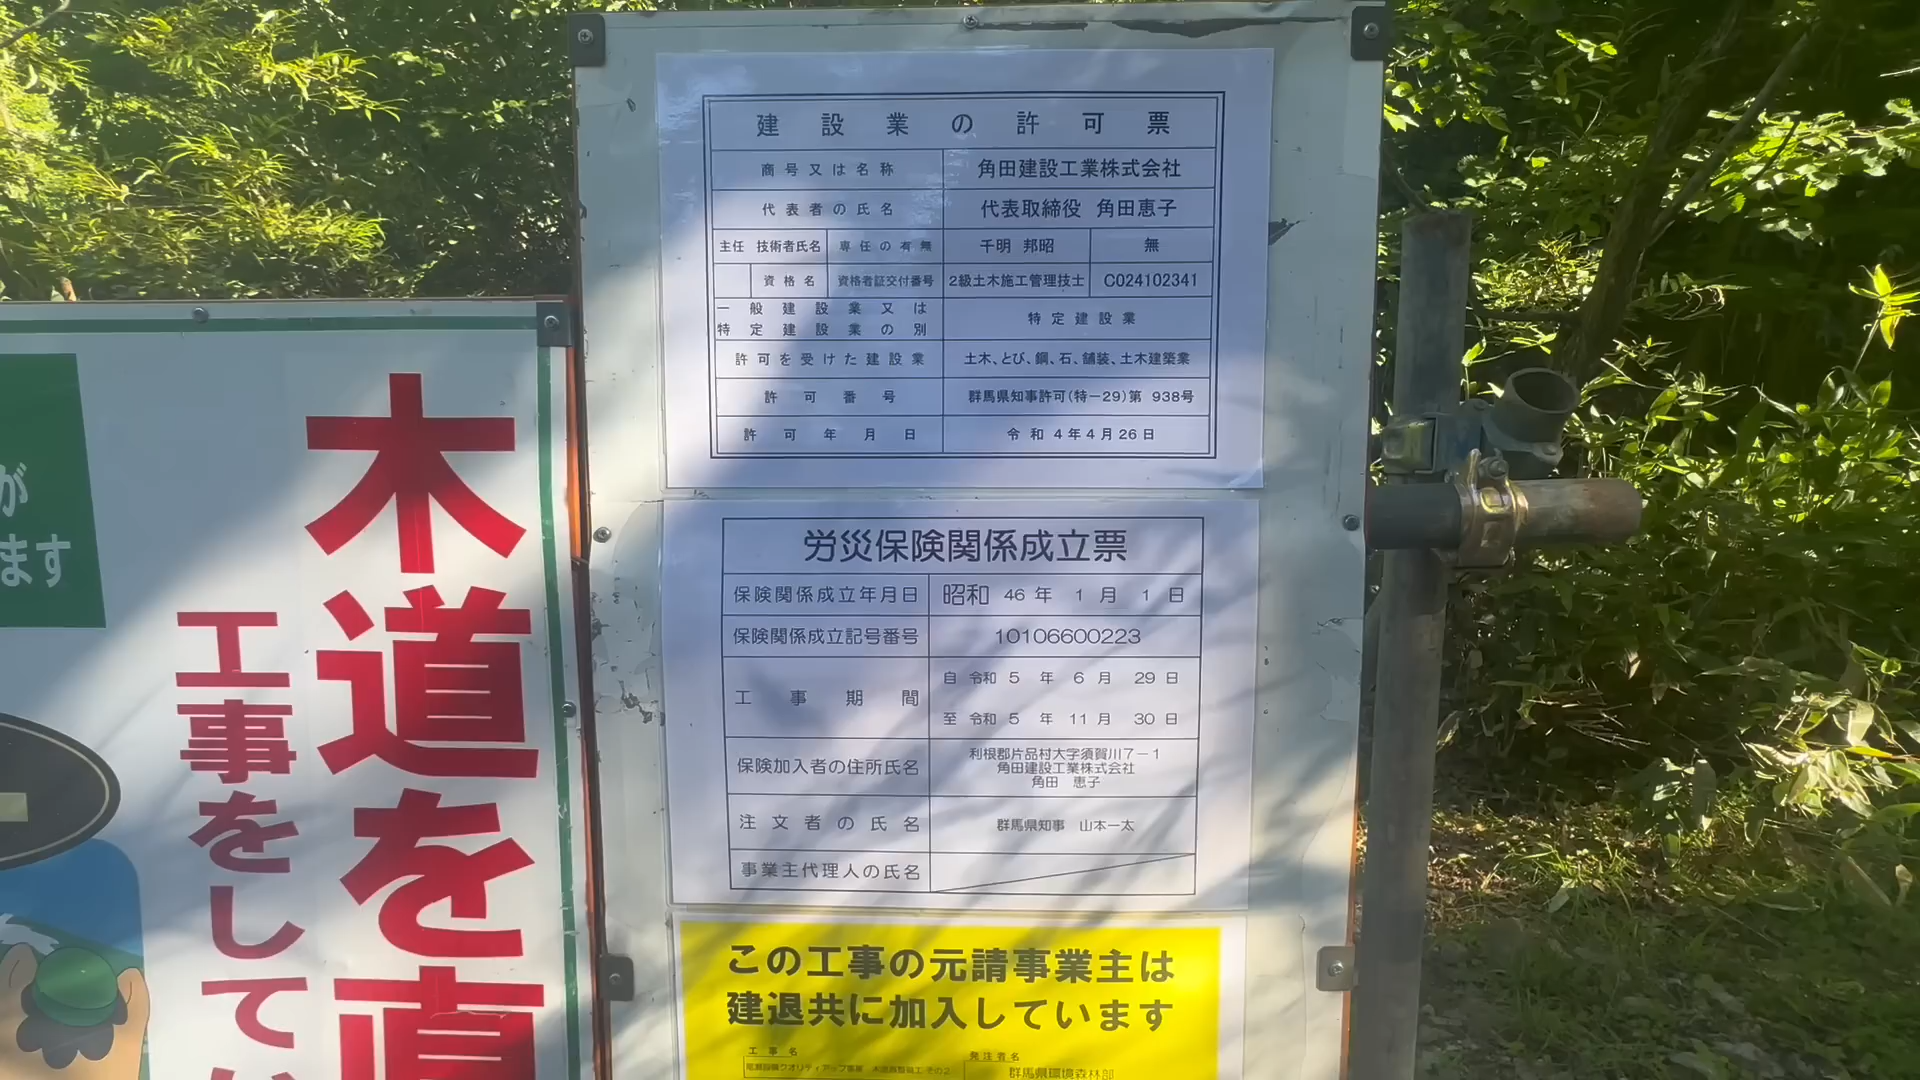 が
ます
木道を直
工事をしてい
建設業の許可票
商号又は名称 角田建設工業株式会社
代表者の氏名 代表取締役 角田恵子
主任 技術者氏名 専任の有無 千明 邦昭 無
資格名 資格者証交付番号 2級土木施工管理技士 C024102341
一般建設業又は
特定建設業の別 特定建設業
許可を受けた建設業 土木、とび、鋼、石、舗装、土木建築業
許可番号 群馬県知事許可(特-29)第 938号
許可年月日 令和4年4月26日
労災保険関係成立票
保険関係成立年月日 昭和 46年 1月 1日
保険関係成立記号番号 10106600223
工事期間 自 令和 5年 6月 29日
至 令和 5年 11月 30日
保険加入者の住所氏名 利根郡片品村大字須賀川7-1
角田建設工業株式会社
角田 恵子
注文者の氏名 群馬県知事 山本一太
事業主代理人の氏名
この工事の元請事業主は
建退共に加入しています
工事名 発注者名
群馬県環境森林部